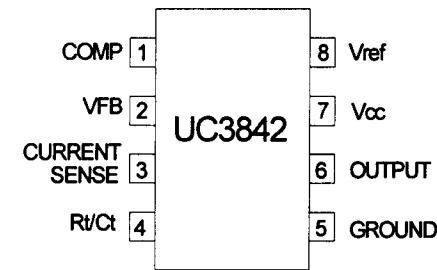 COMP 1
8 Vref
VFB 2
7 Vcc
UC3842
CURRENT
SENSE 3
6 OUTPUT
Rt/Ct 4
5 GROUND